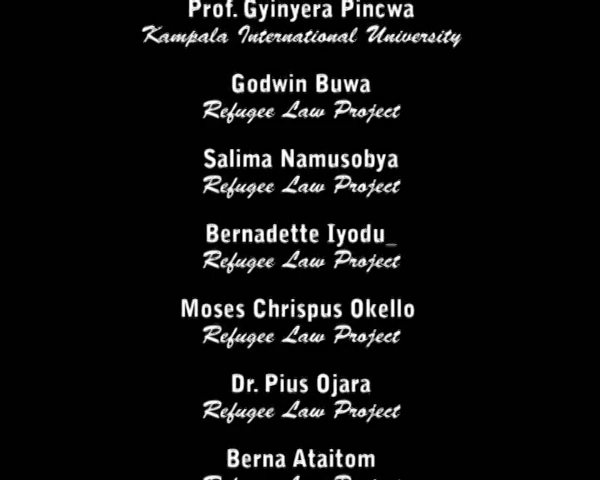 Prof. Gyinyera Pincwa
Kampala International University
Godwin Buwa
Refugee Law Project
Salima Namusobya
Refugee Law Project
Bernadette Iyodu_
Refugee Law Project
Moses Chrispus Okello
Refugee Law Project
Dr. Pius Ojara
Refugee Law Project
Berna Ataitom